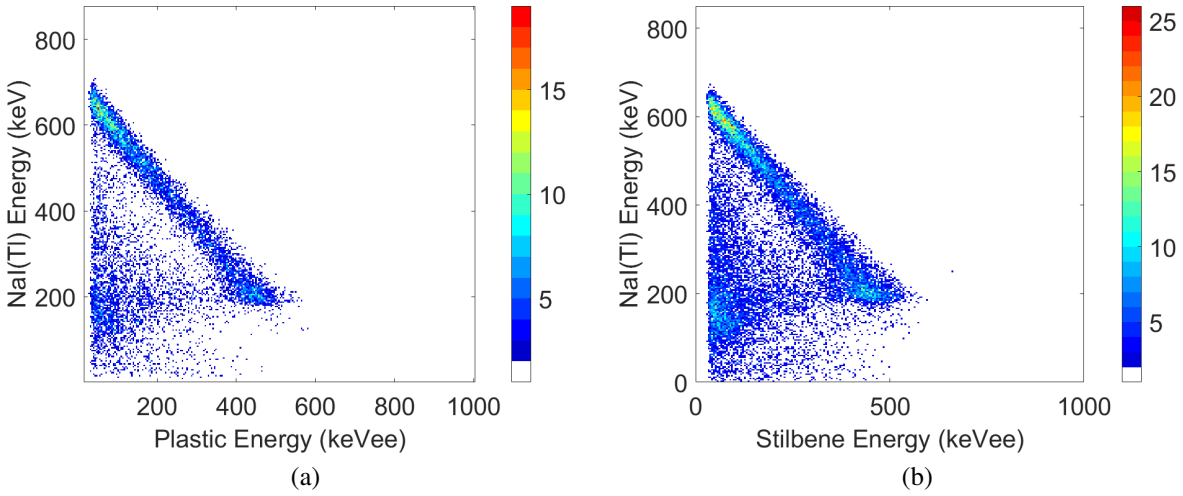 800
600
400
200
NaI(Tl) Energy (keV)
200 400 600 800 1000
Plastic Energy (keVee)
15
10
5
(a)
800
600
400
200
0
NaI(Tl) Energy (keV)
0 500 1000
Stilbene Energy (keVee)
25
20
15
10
5
(b)